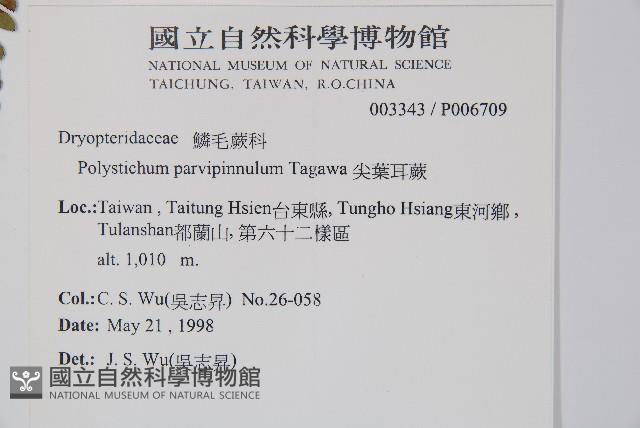 國立自然科學博物館
NATIONAL MUSEUM OF NATURAL SCIENCE
TAICHUNG, TAIWAN, R.O.CHINA
003343 / P006709
Dryopteridaceae 鱗毛蕨科
Polystichum parvipinnulum Tagawa 尖葉耳蕨
Loc.:Taiwan , Taitung Hsien台東縣, Tungho Hsiang東河鄉 ,
Tulanshan都蘭山, 第六十二樣區
alt. 1,010 m.
Col.: C. S. Wu(吳志昇) No.26-058
Date: May 21 , 1998
Det.: J. S. Wu(吳志昇)
國立自然科學博物館
NATIONAL MUSEUM OF NATURAL SCIENCE